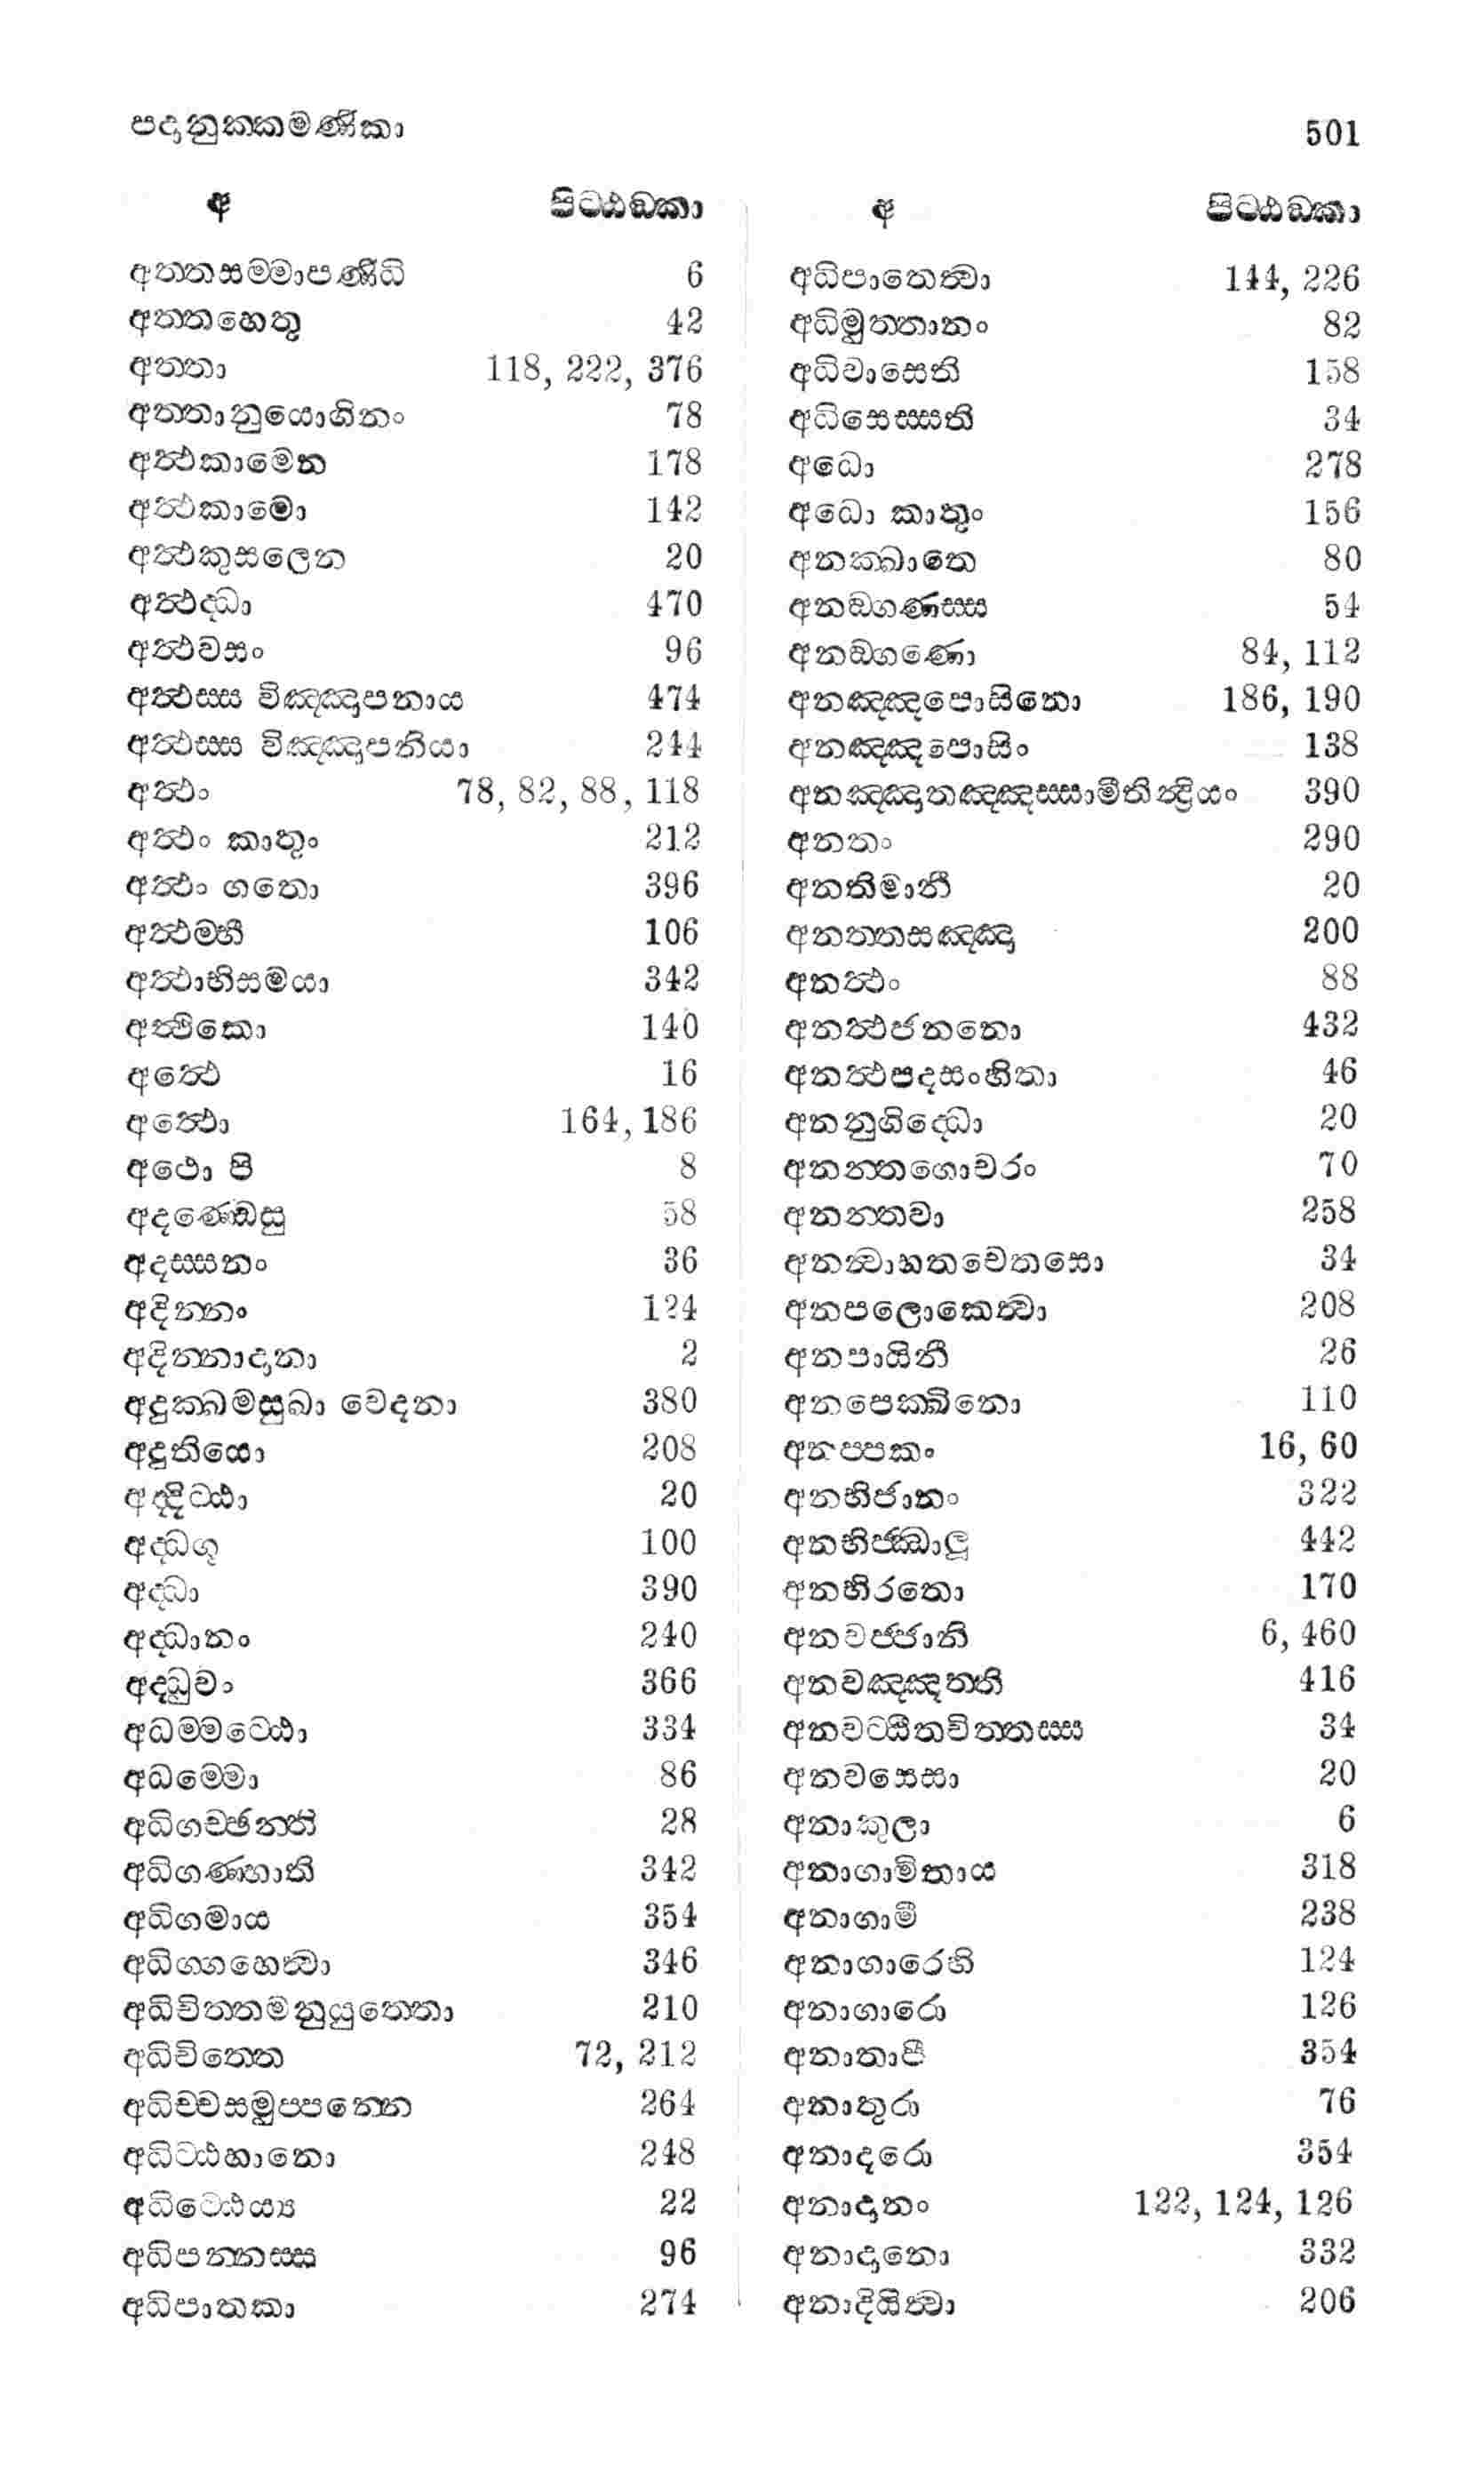 පදානුක්කමණිකා 501
අ පිට්ඨඞ්කා
අත්තසම්මාපණීධි 6
අත්තහෙතු 42
අත්තා 118, 222, 376
අත්තානුයොගිනං 78
අත්ථකාමෙන 178
අත්ථකාමො 142
අත්ථකුසලෙන 20
අත්ථද්ධා 470
අත්ථවසං 96
අත්ථස්ස විඤ්ඤාපනාය 474
අත්ථස්ස විඤ්ඤාපනියා 244
අත්ථං 78, 82, 88, 118
අත්ථං කාතුං 212
අත්ථං ගතො 396
අත්ථම්හී 106
අත්ථාභිසමයා 342
අත්ථිකො 140
අත්ථෙ 16
අත්ථො 164, 186
අථො පි 8
අදණ්ඩෙසු 58
අදස්සනං 36
අදින්නං 124
අදින්නාදානා 2
අදුක්ඛමසුඛා වෙදනා 380
අදුතියො 208
අද්දිට්ඨා 20
අද්ධගු 100
අද්ධා 390
අද්ධානං 240
අද්ධුවං 366
අධම්මට්ඨො 334
අධම්මො 86
අධිගච්ඡන්ති 28
අධිගණ්හාති 342
අධිගමාය 354
අධිග්ගහෙත්වා 346
අධිචිත්තමනුයුත්තො 210
අධිචිත්තෙ 72, 212
අධිච්චසමුප්පන්නෙ 264
අධිට්ඨහානො 248
අධිට්ඨෙය්‍ය 22
අධිපන්නස්ස 96
අධිපාතකා 274
අ පිට්ඨඞ්කා
අධිපාතෙත්වා 144, 226
අධිමුත්තානං 82
අධිවාසෙති 158
අධිසෙස්සති 34
අධො 278
අධො කාතුං 156
අනක්ඛාතෙ 80
අනඞ්ගණස්ස 54
අනඞ්ගණො 84, 112
අනඤ්ඤපොසිනො 186, 190
අනඤ්ඤපොසිං 138
අනඤ්ඤාතඤ්ඤස්සාමීතින්ද්‍රියං 390
අනතං 290
අනතිමානී 20
අනත්තසඤ්ඤා 200
අනත්ථං 88
අනත්ථජනනො 432
අනත්ථපදසංහිතා 46
අනනුගිද්ධො 20
අනන්තගොචරං 70
අනන්තවා 258
අනන්වාහතචෙතසො 34
අනපලොකෙත්වා 208
අනපායිනී 26
අනපෙක්ඛිනො 110
අනප්පකං 16, 60
අනභිජානං 322
අනභිජ්ඣාලූ 442
අනභිරතො 170
අනවජ්ජානි 6, 460
අනවඤ්ඤත්ති 416
අනවට්ඨිතචිත්තස්ස 34
අනවසෙසා 20
අනාකුලා 6
අනාගාමිතාය 318
අනාගාමී 238
අනාගාරෙහි 124
අනාගාරො 126
අනාතාපී 354
අනාතුරා 76
අනාදරො 354
අනාදානං 122, 124, 126
අනාදානො 332
අනාදියිත්වා 206